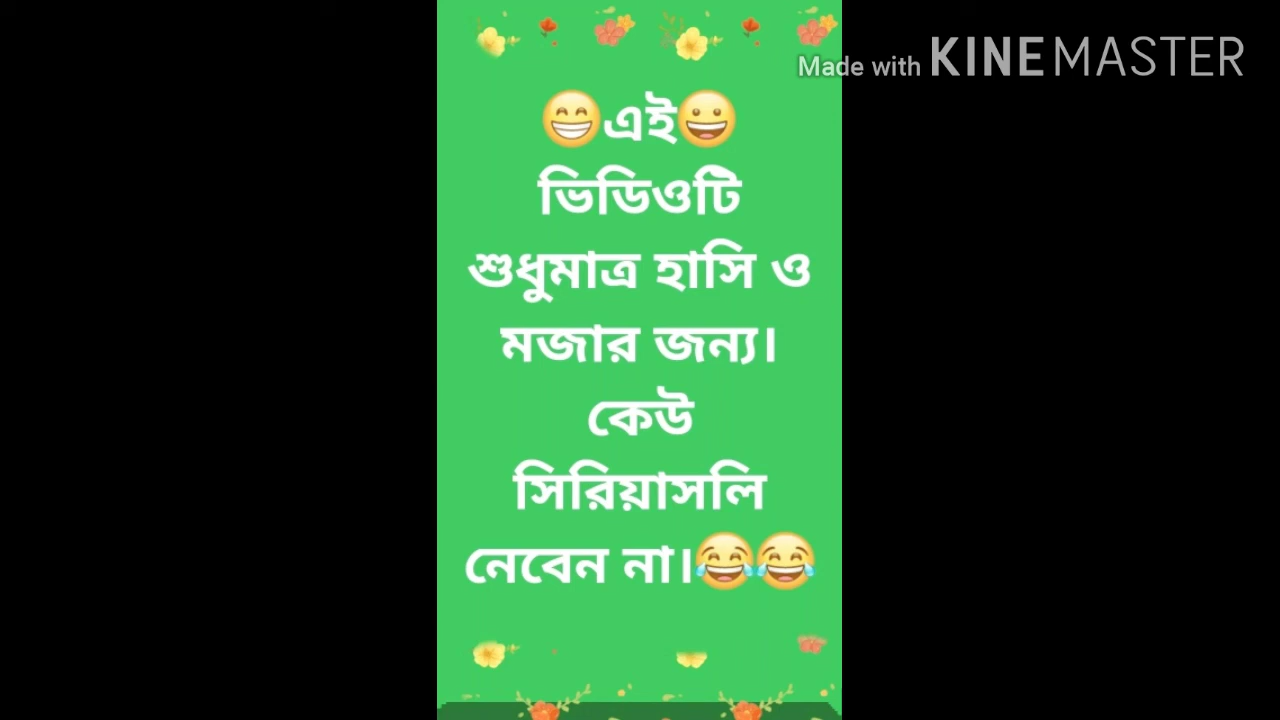 Made with KINEMASTER
😁এই😀
ভিডিওটি
শুধুমাত্র হাসি ও
মজার জন্য।
কেউ
সিরিয়াসলি
নেবেন না।😂😂